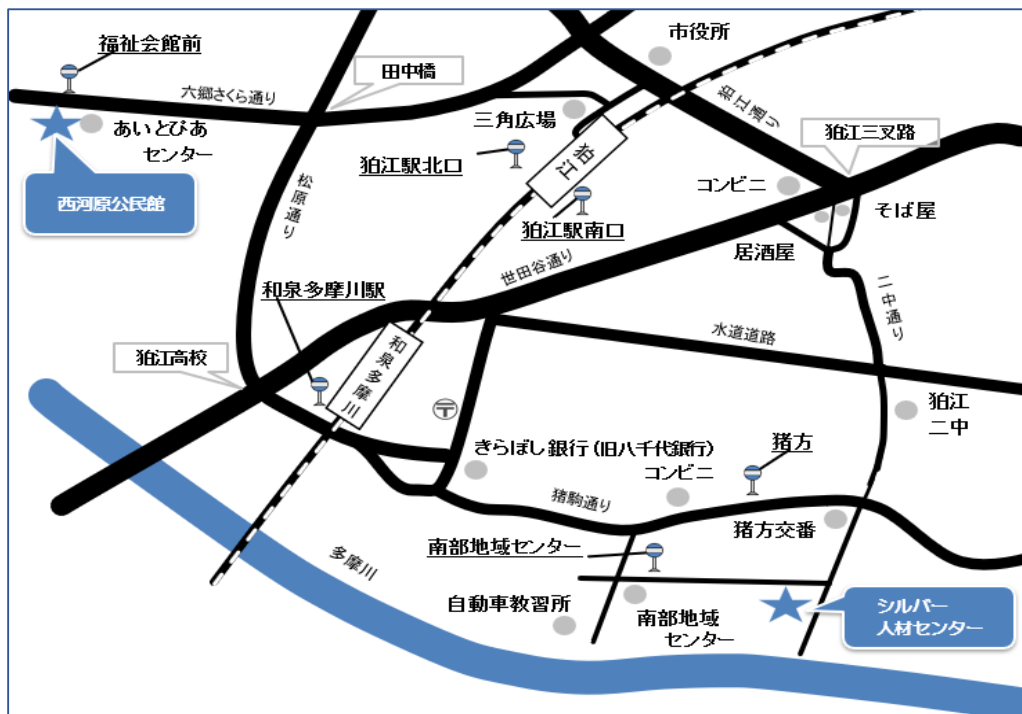 福祉会館前
市役所
田中橋
六郷さくら通り
狛江通り
三角広場
あいとぴあ
センター
狛江三叉路
狛江
狛江駅北口
コンビニ
西河原公民館
松原通り
そば屋
狛江駅南口
居酒屋
世田谷通り
二中通り
和泉多摩川駅
水道道路
和泉多摩川
狛江高校
〒
狛江
二中
きらぼし銀行(旧八千代銀行)
コンビニ
猪方
猪駒通り
猪方交番
南部地域センター
多摩川
自動車教習所
南部地域
センター
シルバー
人材センター